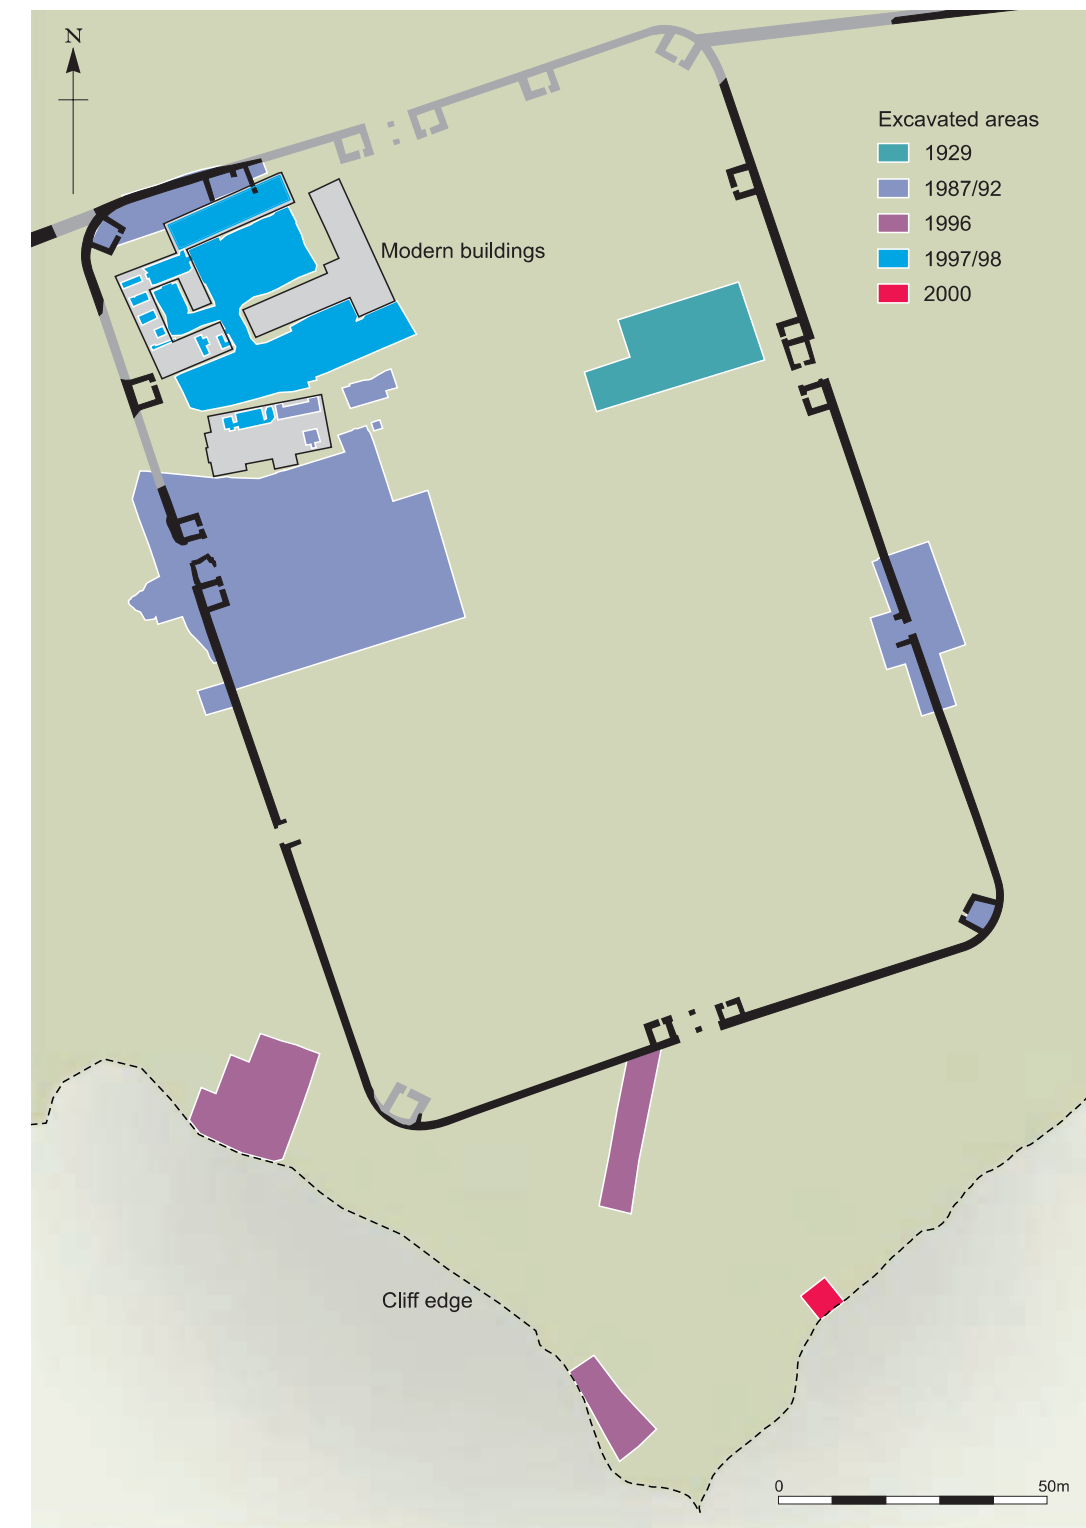 N
Excavated areas
1929
1987/92
1996
1997/98
2000
Modern buildings
Cliff edge
0 50m